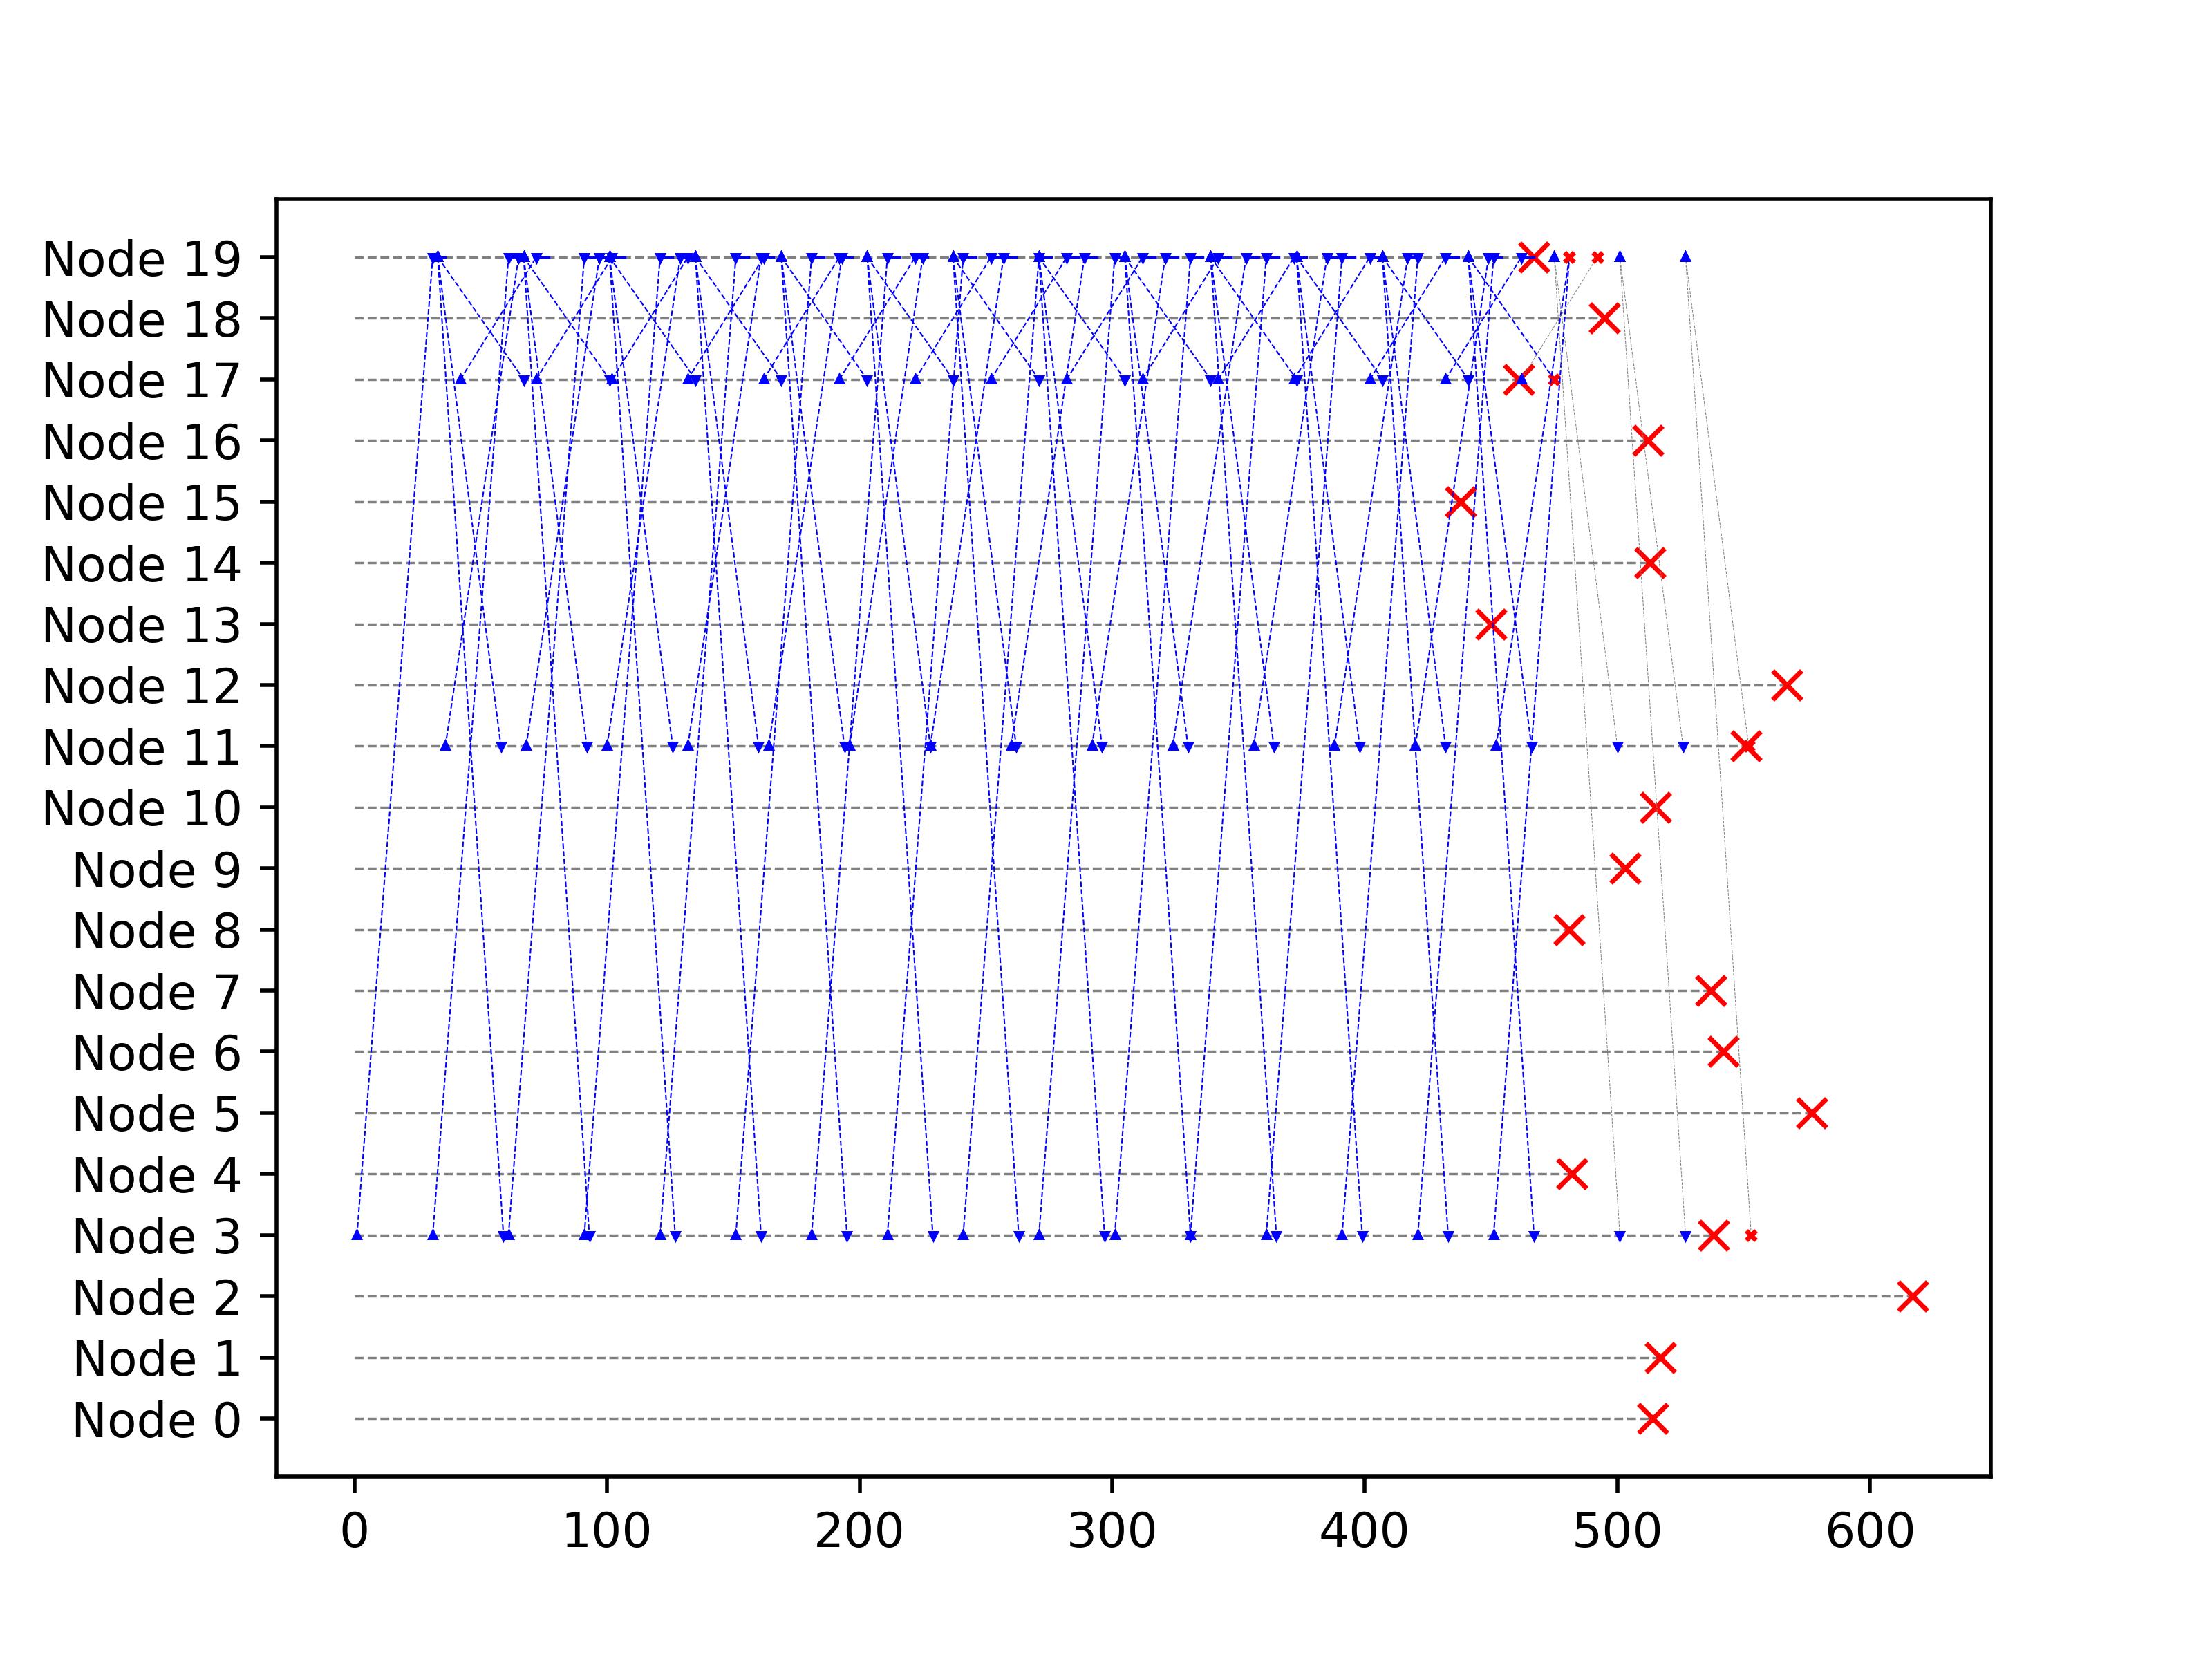 Node 19
Node 18
Node 17
Node 16
Node 15
Node 14
Node 13
Node 12
Node 11
Node 10
Node 9
Node 8
Node 7
Node 6
Node 5
Node 4
Node 3
Node 2
Node 1
Node 0
0 100 200 300 400 500 600